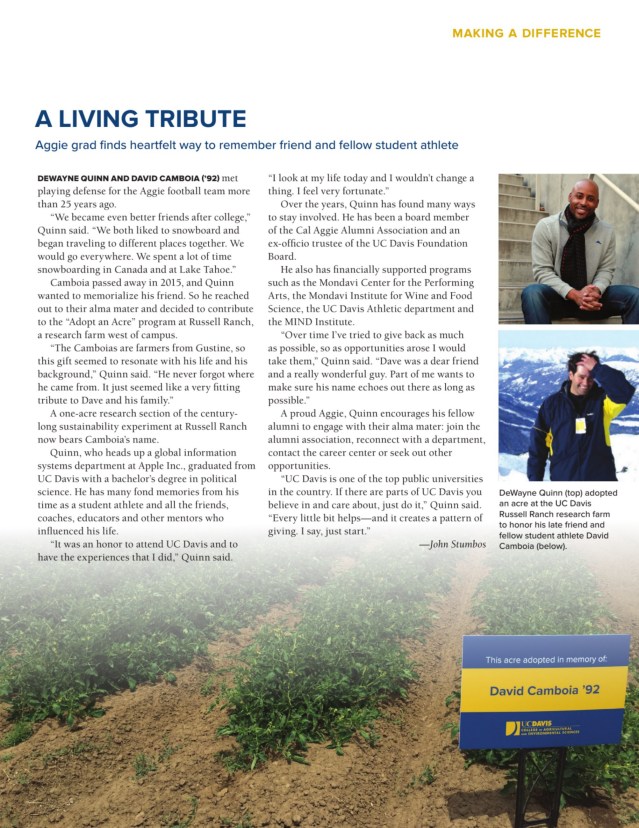 MAKING A DIFFERENCE
A LIVING TRIBUTE
Aggie grad finds heartfelt way to remember friend and fellow student athlete
DEWAYNE QUINN AND DAVID CAMBOIA ('92) met
playing defense for the Aggie football team more
than 25 years ago.
"We became even better friends after college,"
Quinn said. "We both liked to snowboard and
began traveling to different places together. We
would go everywhere. We spent a lot of time
snowboarding in Canada and at Lake Tahoe."
Camboia passed away in 2015, and Quinn
wanted to memorialize his friend. So he reached
out to their alma mater and decided to contribute
to the "Adopt an Acre" program at Russell Ranch,
a research farm west of campus.
"The Camboias are farmers from Gustine, so
this gift seemed to resonate with his life and his
background," Quinn said. "He never forgot where
he came from. It just seemed like a very fitting
tribute to Dave and his family."
A one-acre research section of the century-
long sustainability experiment at Russell Ranch
now bears Camboia's name.
Quinn, who heads up a global information
systems department at Apple Inc., graduated from
UC Davis with a bachelor's degree in political
science. He has many fond memories from his
time as a student athlete and all the friends,
coaches, educators and other mentors who
influenced his life.
"It was an honor to attend UC Davis and to
have the experiences that I did," Quinn said.
"I look at my life today and I wouldn't change a
thing. I feel very fortunate."
Over the years, Quinn has found many ways
to stay involved. He has been a board member
of the Cal Aggie Alumni Association and an
ex-officio trustee of the UC Davis Foundation
Board.
He also has financially supported programs
such as the Mondavi Center for the Performing
Arts, the Mondavi Institute for Wine and Food
Science, the UC Davis Athletic department and
the MIND Institute.
"Over time I've tried to give back as much
as possible, so as opportunities arose I would
take them," Quinn said. "Dave was a dear friend
and a really wonderful guy. Part of me wants to
make sure his name echoes out there as long as
possible."
A proud Aggie, Quinn encourages his fellow
alumni to engage with their alma mater: join the
alumni association, reconnect with a department,
contact the career center or seek out other
opportunities.
"UC Davis is one of the top public universities
in the country. If there are parts of UC Davis you
believe in and care about, just do it," Quinn said.
"Every little bit helps—and it creates a pattern of
giving. I say, just start."
—John Stumbos
DeWayne Quinn (top) adopted
an acre at the UC Davis
Russell Ranch research farm
to honor his late friend and
fellow student athlete David
Camboia (below).
This acre adopted in memory of:
David Camboia '92
UCDAVIS
COLLEGE OF AGRICULTURAL
AND ENVIRONMENTAL SCIENCES